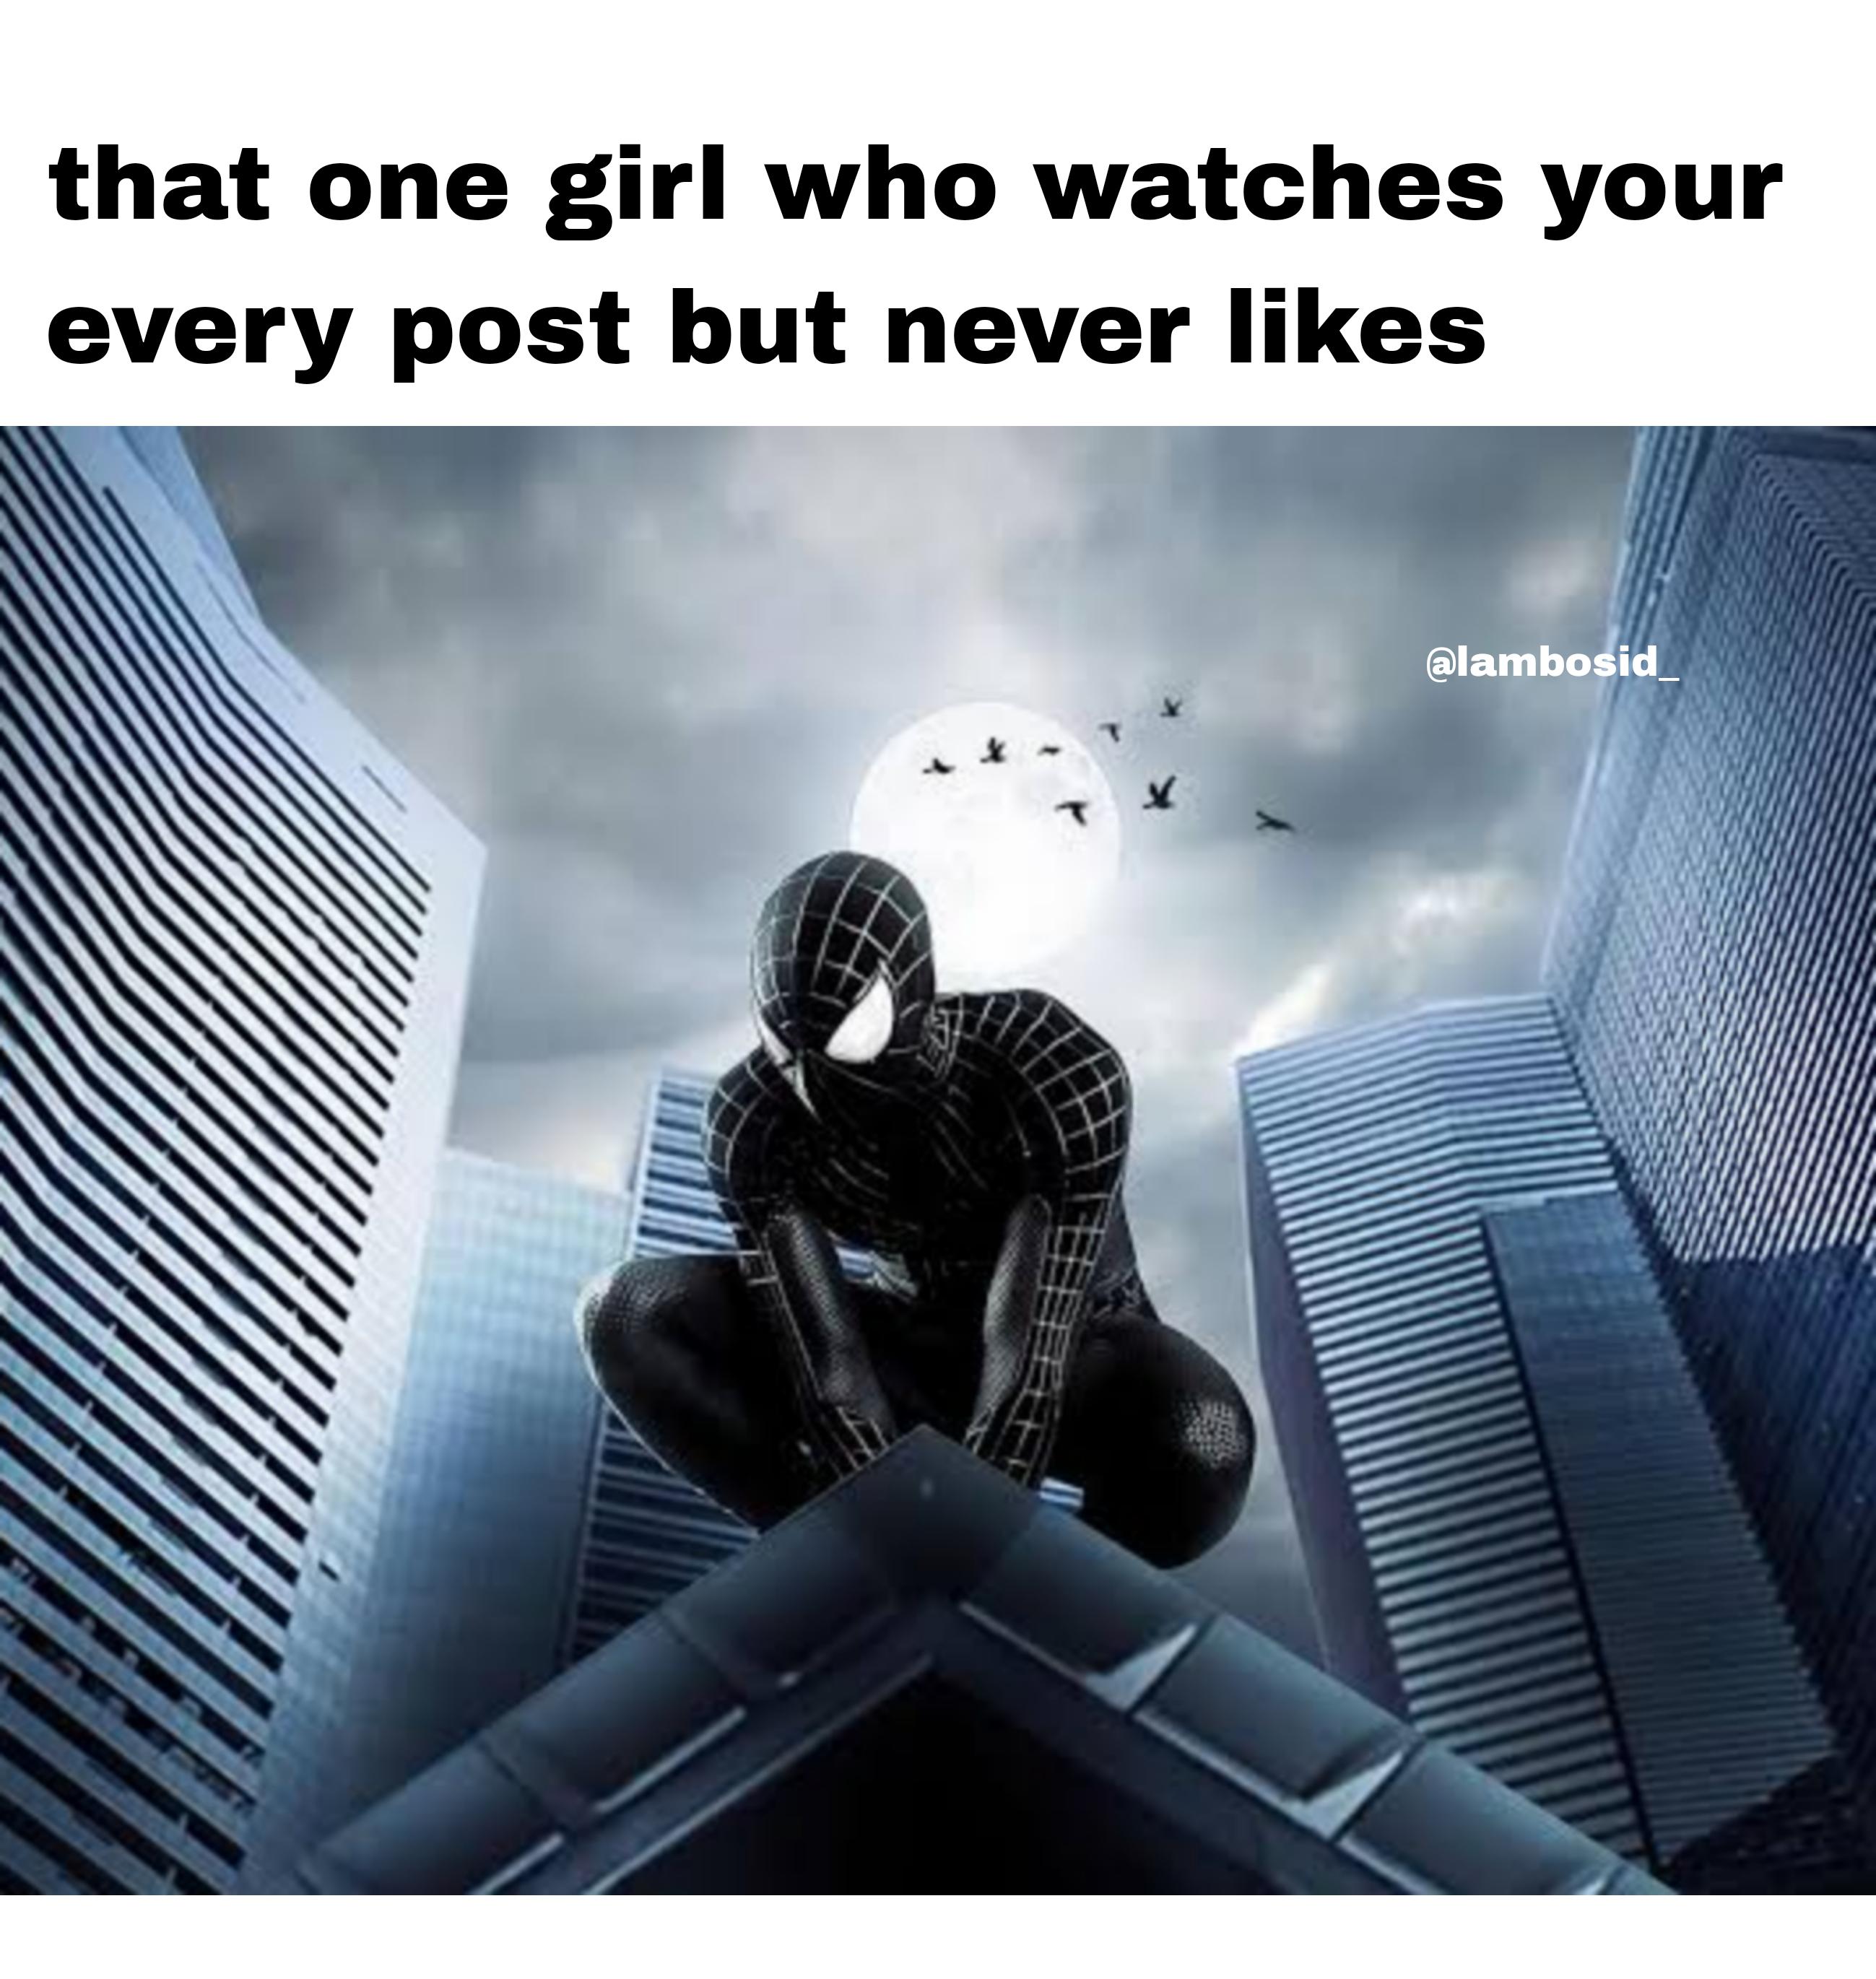 that one girl who watches your
every post but never likes
@lambosid_